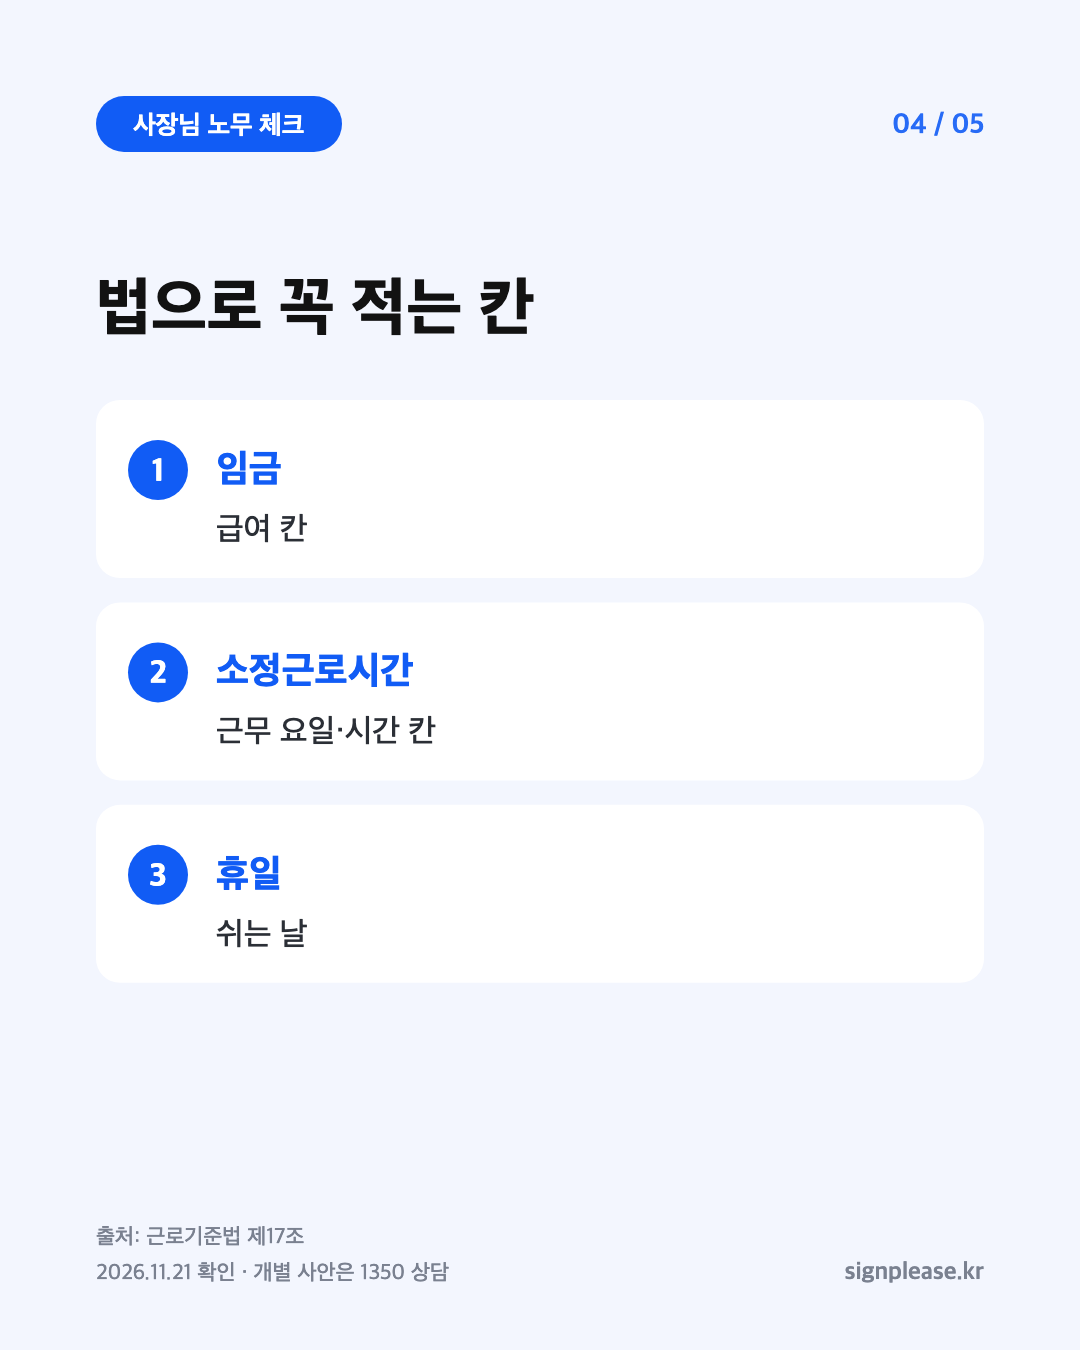 사장님 노무 체크
04 / 05
법으로 꼭 적는 칸
1 임금
급여 칸
2 소정근로시간
근무 요일·시간 칸
3 휴일
쉬는 날
출처: 근로기준법 제17조
2026.11.21 확인 · 개별 사안은 1350 상담
signplease.kr